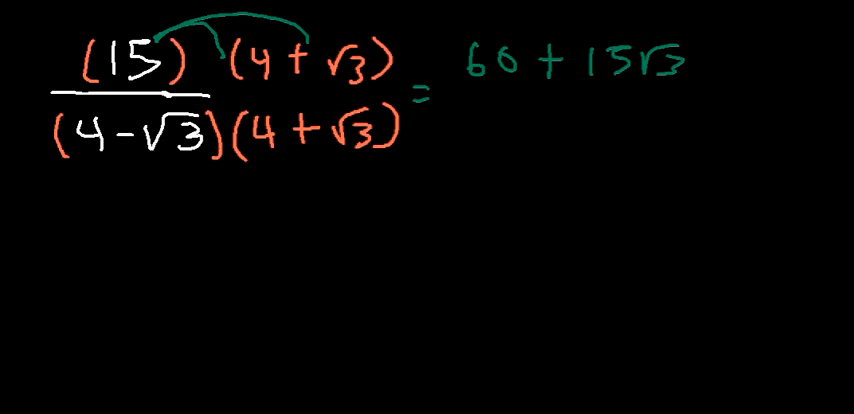 (15) (4 + √3) = 60 + 15√3
(4 - √3)(4 + √3)